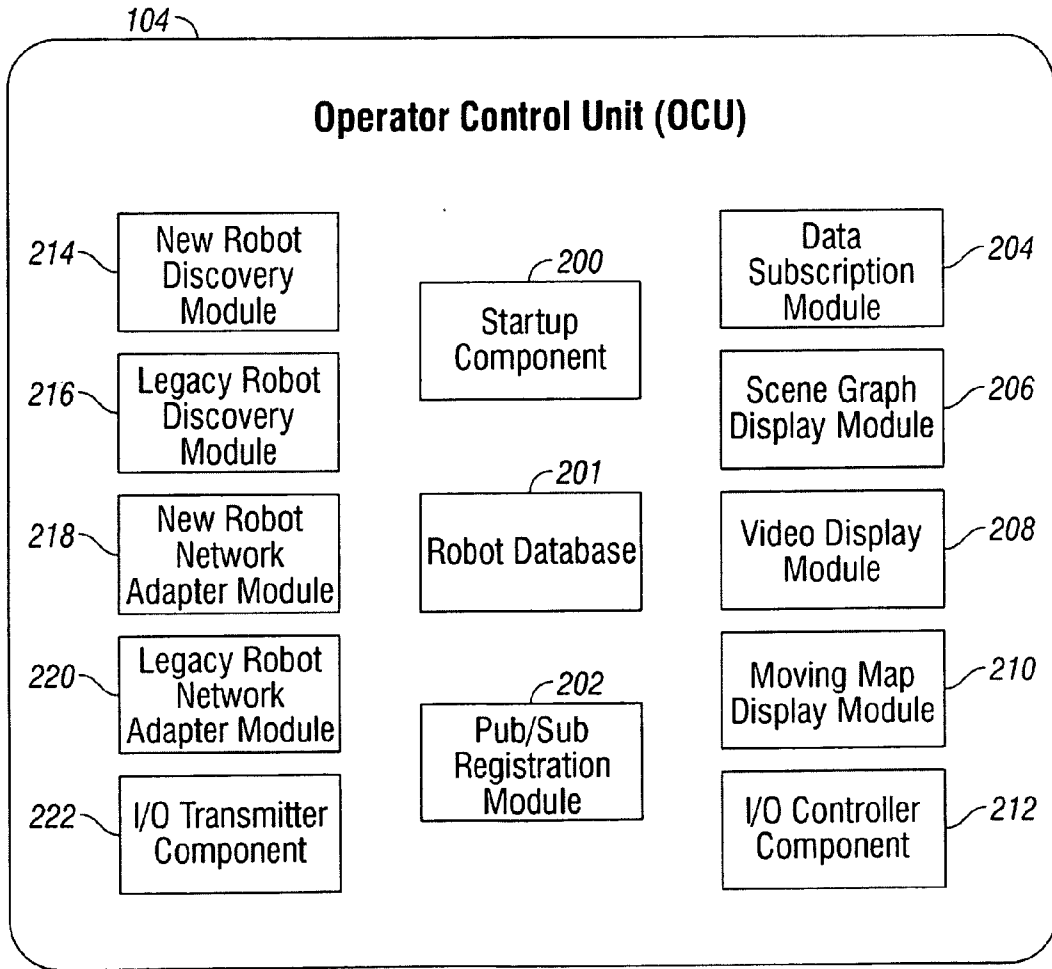 104
Operator Control Unit (OCU)
214
New Robot
Discovery
Module
216
Legacy Robot
Discovery
Module
218
New Robot
Network
Adapter Module
220
Legacy Robot
Network
Adapter Module
222
I/O Transmitter
Component
200
Startup
Component
201
Robot Database
202
Pub/Sub
Registration
Module
Data
Subscription
Module
204
Scene Graph
Display Module
206
Video Display
Module
208
Moving Map
Display Module
210
I/O Controller
Component
212